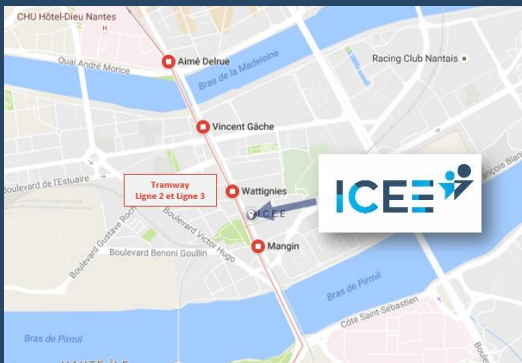 CHU Hôtel-Dieu Nantes
H
Aimé Delrue
Quai André Morice
Bras de la Madeleine
Racing Club Nantais
Vincent Gâche
Boulevard de l'Estuaire
Tramway
Ligne 2 et Ligne 3
Wattignies
ICEE
I.C.E.E
Boulevard Gustave Roch
Boulevard Victor Hugo
Mangin
Boulevard Benoni Goullin
Bras de Pirmil
Côte Saint-Sébastien
Bras de Pirmil